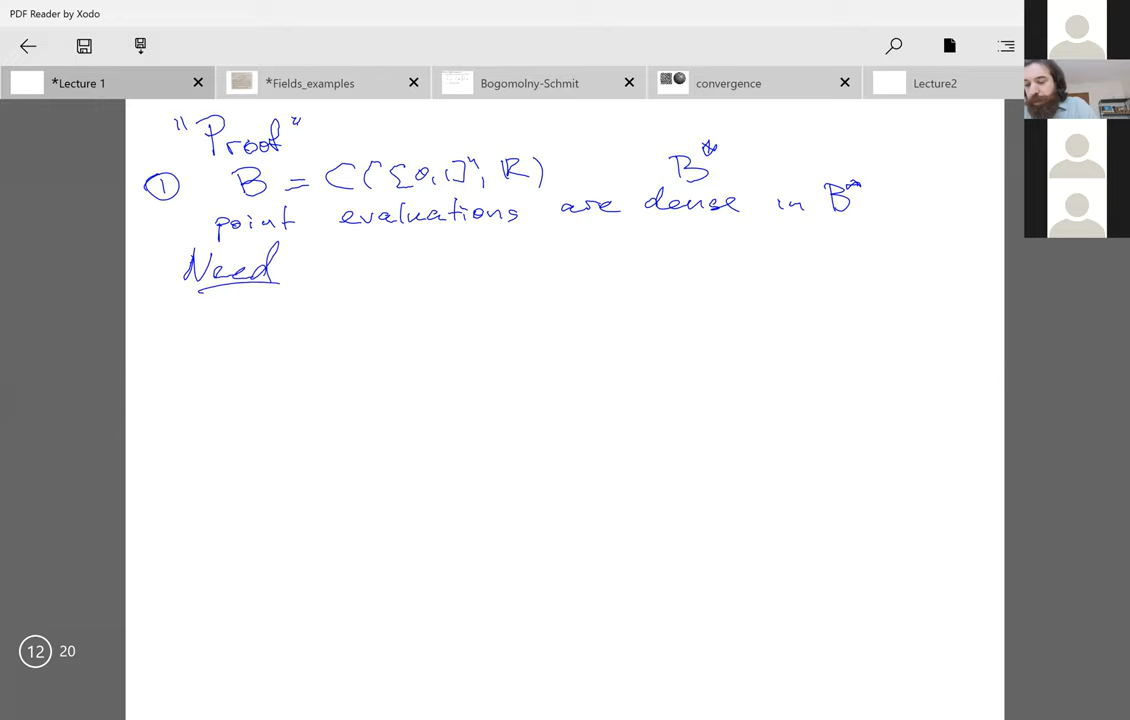 PDF Reader by Xodo
*Lecture 1
*Fields_examples
Bogomolny-Schmit
convergence
Lecture2
"Proof"
① B = C([0,1]ⁿ, ℝ) B*
point evaluations are dense in B*
Need
12 20